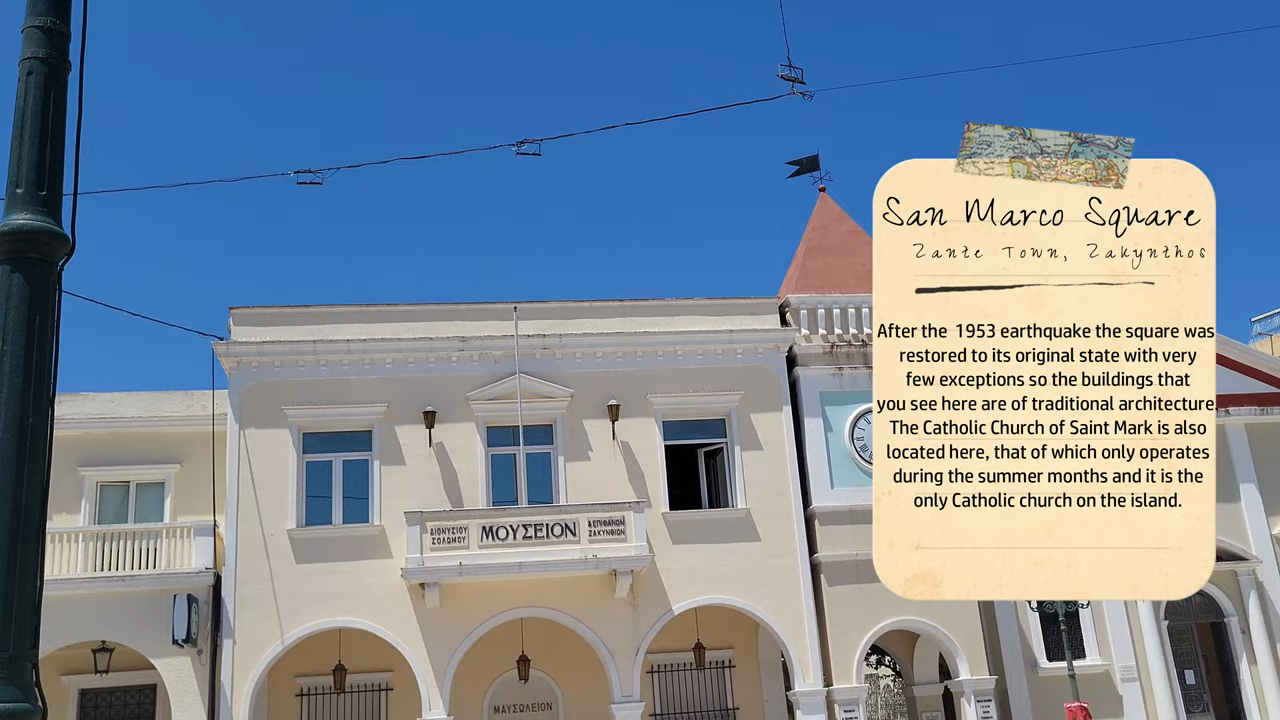 San Marco Square
Zante Town, Zakynthos
After the 1953 earthquake the square was
restored to its original state with very
few exceptions so the buildings that
you see here are of traditional architecture.
The Catholic Church of Saint Mark is also
located here, that of which only operates
during the summer months and it is the
only Catholic church on the island.
ΔΙΟΝΥΣΙΟΥ
ΣΟΛΩΜΟΥ
ΜΟΥΣΕΙΟΝ
& ΕΠΙΦΑΝΩΝ
ΖΑΚΥΝΘΙΩΝ
ΜΑΥΣΩΛΕΙΟΝ